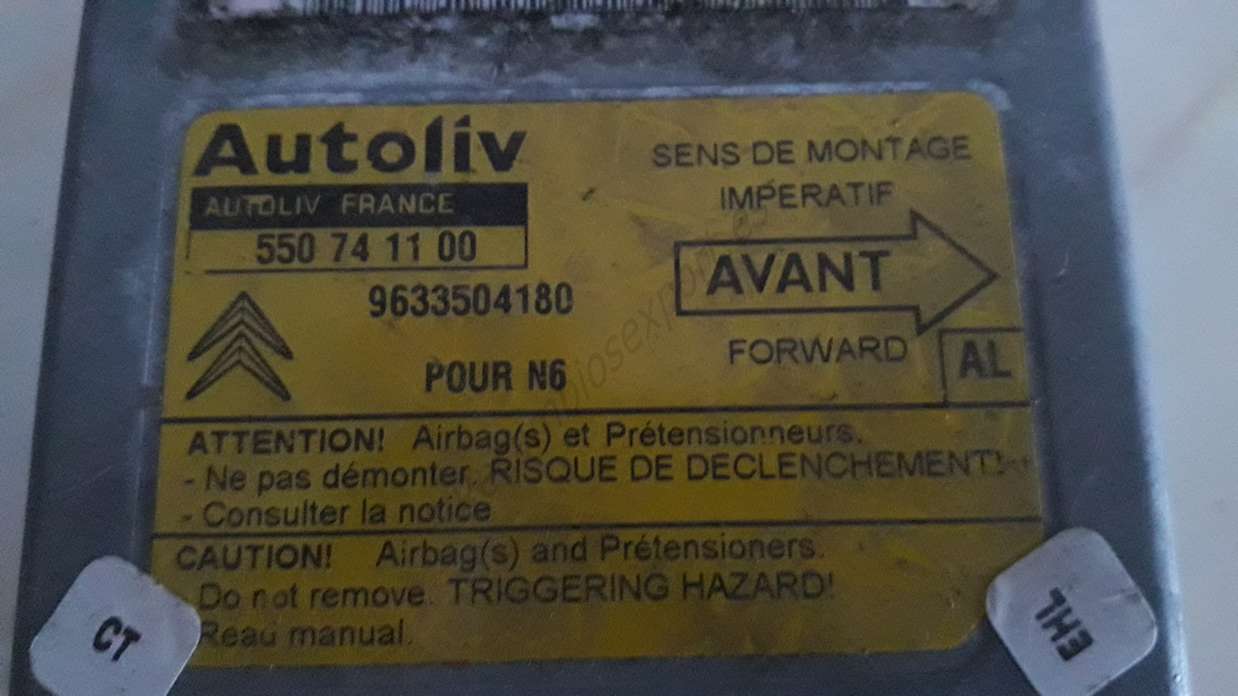 Autoliv
AUTOLIV FRANCE
550 74 11 00
9633504180
POUR N6
SENS DE MONTAGE
IMPERATIF
AVANT
FORWARD
AL
ATTENTION! Airbag(s) et Prétensionneurs.
- Ne pas démonter. RISQUE DE DECLENCHEMENT!
- Consulter la notice
CAUTION! Airbag(s) and Prétensioners.
Do not remove. TRIGGERING HAZARD!
Read manual.
CT
EHL